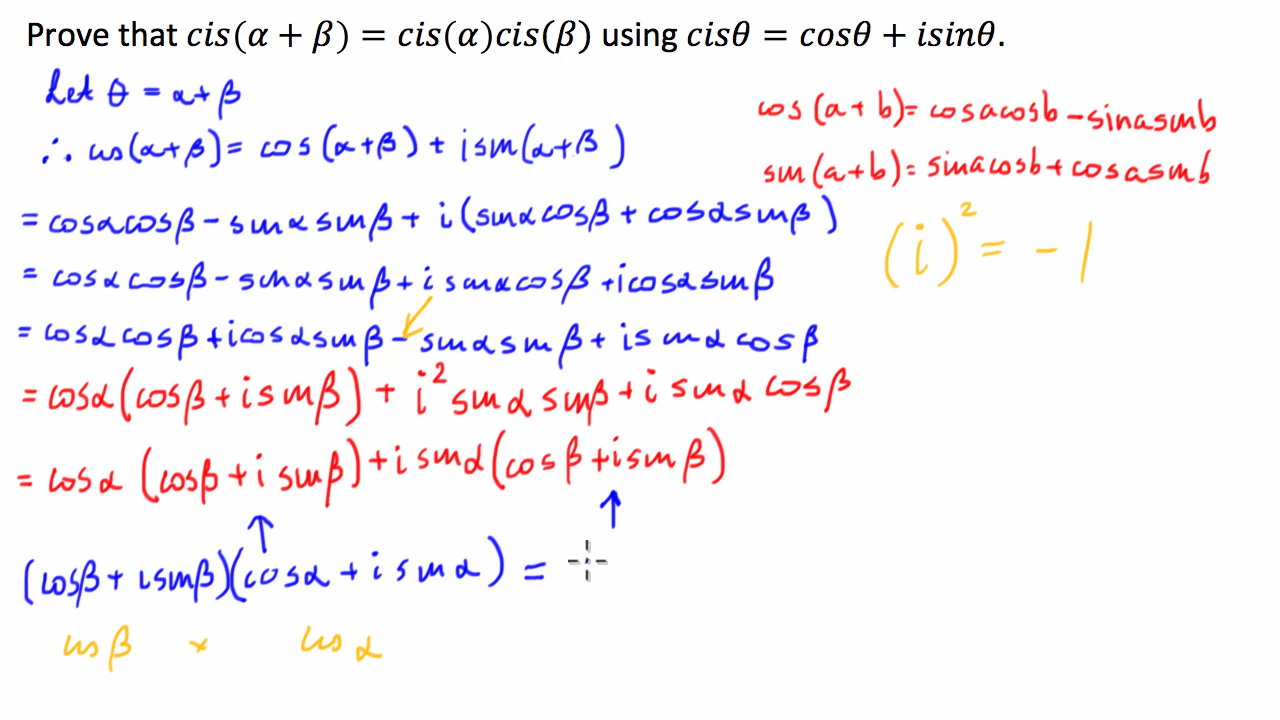 Prove that cis(α + β) = cis(α)cis(β) using cisθ = cosθ + isinθ.
Let θ = α + β
∴ cis(α+β) = cos(α+β) + isin(α+β)
= cosαcosβ - sinαsinβ + i(sinαcosβ + cosαsinβ)
= cosαcosβ - sinαsinβ + isinαcosβ + icosαsinβ
= cosαcosβ + icosαsinβ - sinαsinβ + isinαcosβ
= cosα(cosβ + isinβ) + i² sinαsinβ + isinαcosβ
= cosα(cosβ + isinβ) + isinα(cosβ + isinβ)
(cosβ + isinβ)(cosα + isinα) =
cisβ × cisα
cos(a+b) = cosacosb - sinasinb
sin(a+b) = sinacosb + cosasinb
(i)² = -1